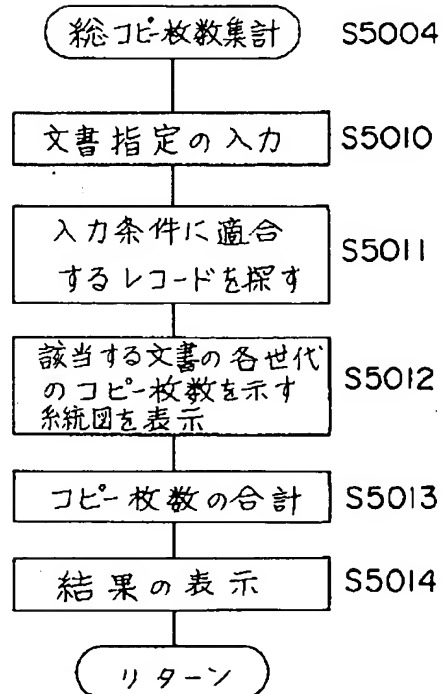 総コピー枚数集計 S5004
文書指定の入力 S5010
入力条件に適合
するレコードを探す S5011
該当する文書の各世代
のコピー枚数を示す S5012
系統図を表示
コピー枚数の合計 S5013
結果の表示 S5014
リターン